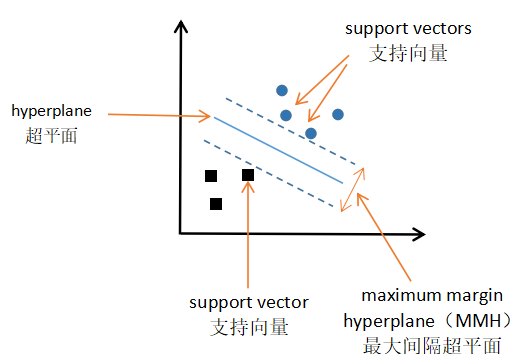 support vectors
支持向量
hyperplane
超平面
support vector
支持向量
maximum margin
hyperplane（MMH）
最大间隔超平面